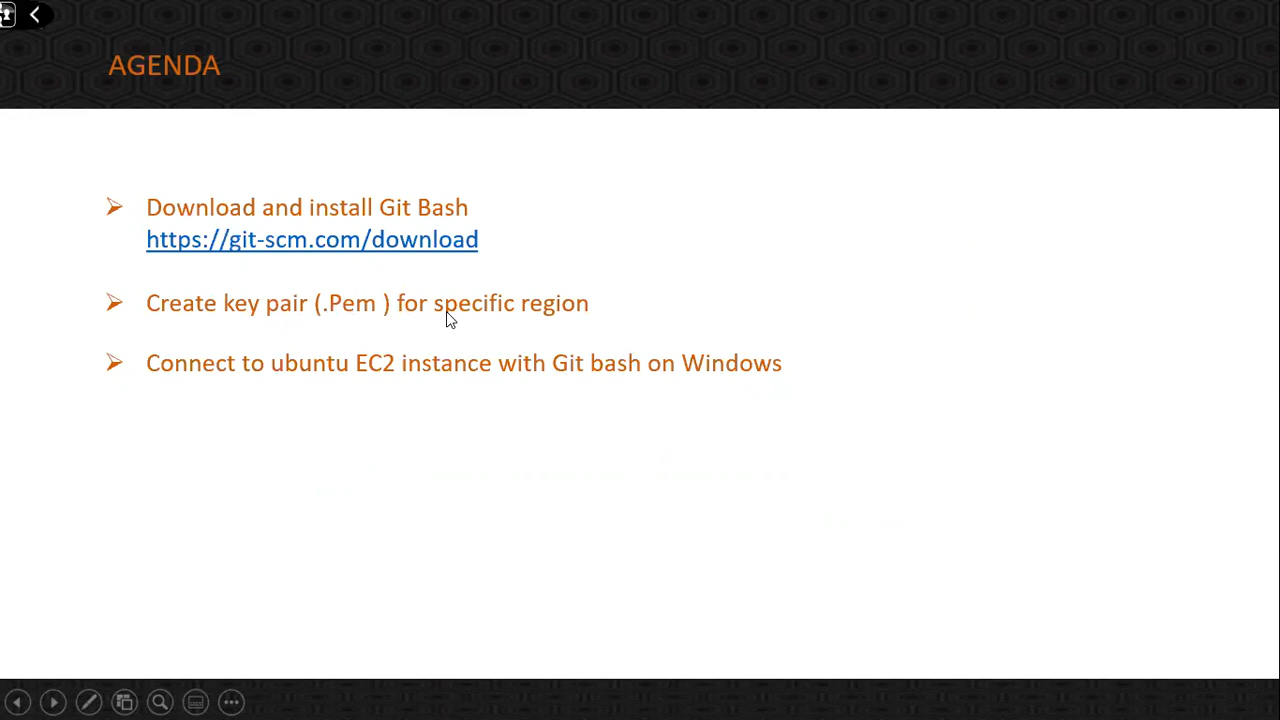 AGENDA
Download and install Git Bash
https://git-scm.com/download
Create key pair (.Pem ) for specific region
Connect to ubuntu EC2 instance with Git bash on Windows